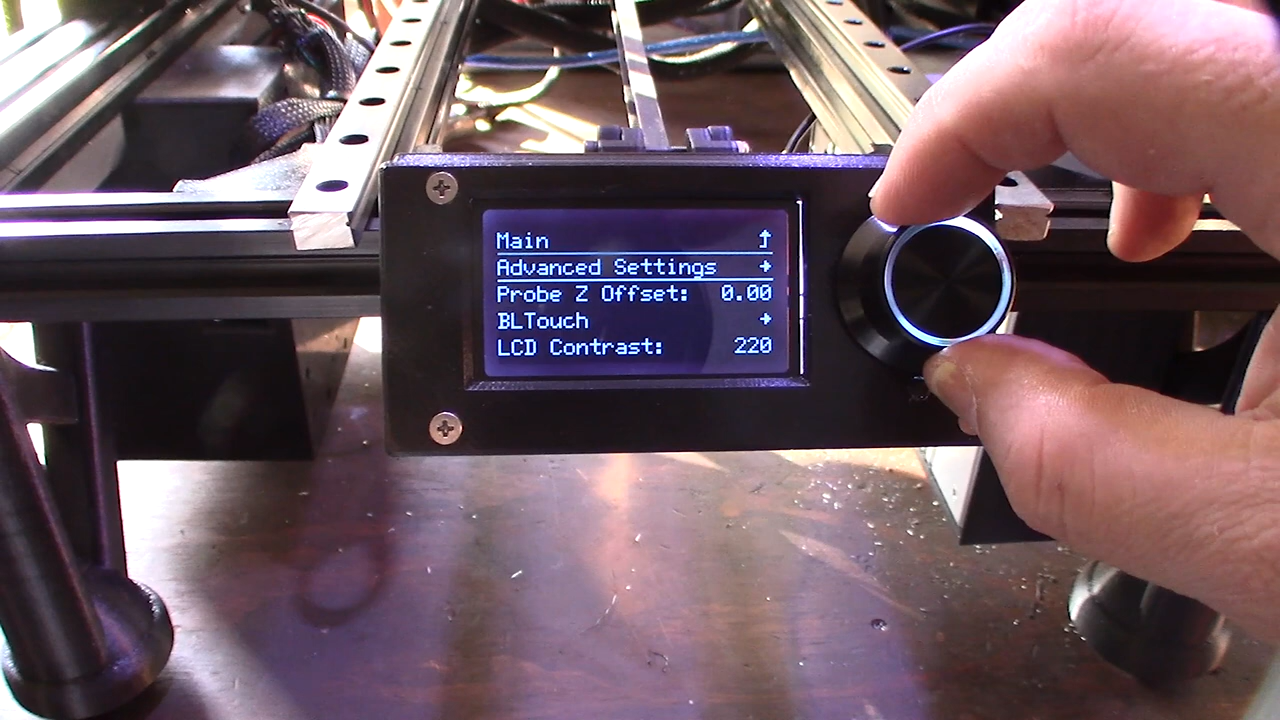 Main
Advanced Settings
Probe Z Offset: 0.00
BLTouch
LCD Contrast: 220